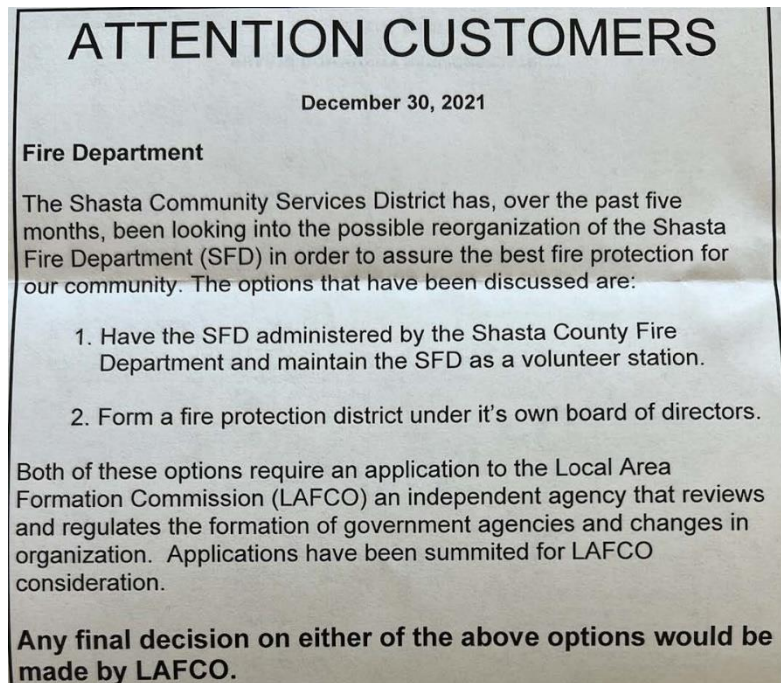 ATTENTION CUSTOMERS
December 30, 2021
Fire Department
The Shasta Community Services District has, over the past five
months, been looking into the possible reorganization of the Shasta
Fire Department (SFD) in order to assure the best fire protection for
our community. The options that have been discussed are:
1. Have the SFD administered by the Shasta County Fire
Department and maintain the SFD as a volunteer station.
2. Form a fire protection district under it's own board of directors.
Both of these options require an application to the Local Area
Formation Commission (LAFCO) an independent agency that reviews
and regulates the formation of government agencies and changes in
organization. Applications have been summited for LAFCO
consideration.
Any final decision on either of the above options would be
made by LAFCO.